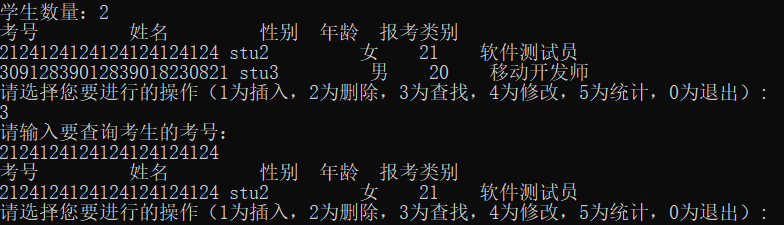 学生数量：2
考号 姓名 性别 年龄 报考类别
2124124124124124124124 stu2 女 21 软件测试员
30912839012839018230821 stu3 男 20 移动开发师
请选择您要进行的操作（1为插入，2为删除，3为查找，4为修改，5为统计，0为退出）：
3
请输入要查询考生的考号：
2124124124124124124124
考号 姓名 性别 年龄 报考类别
2124124124124124124124 stu2 女 21 软件测试员
请选择您要进行的操作（1为插入，2为删除，3为查找，4为修改，5为统计，0为退出）：